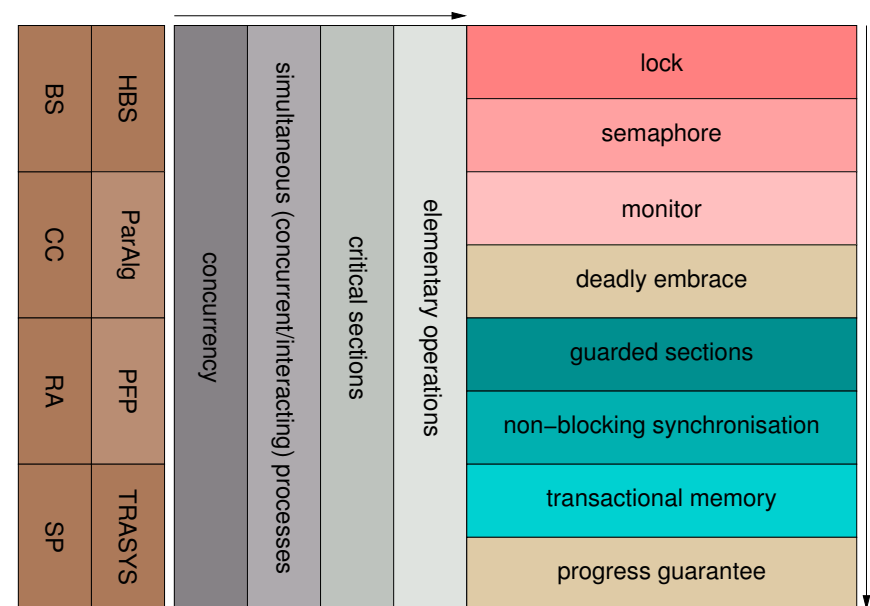 BS
HBS
CC
ParAlg
RA
PFP
SP
TRASYS
concurrency
simultaneous (concurrent/interacting) processes
critical sections
elementary operations
lock
semaphore
monitor
deadly embrace
guarded sections
non−blocking synchronisation
transactional memory
progress guarantee